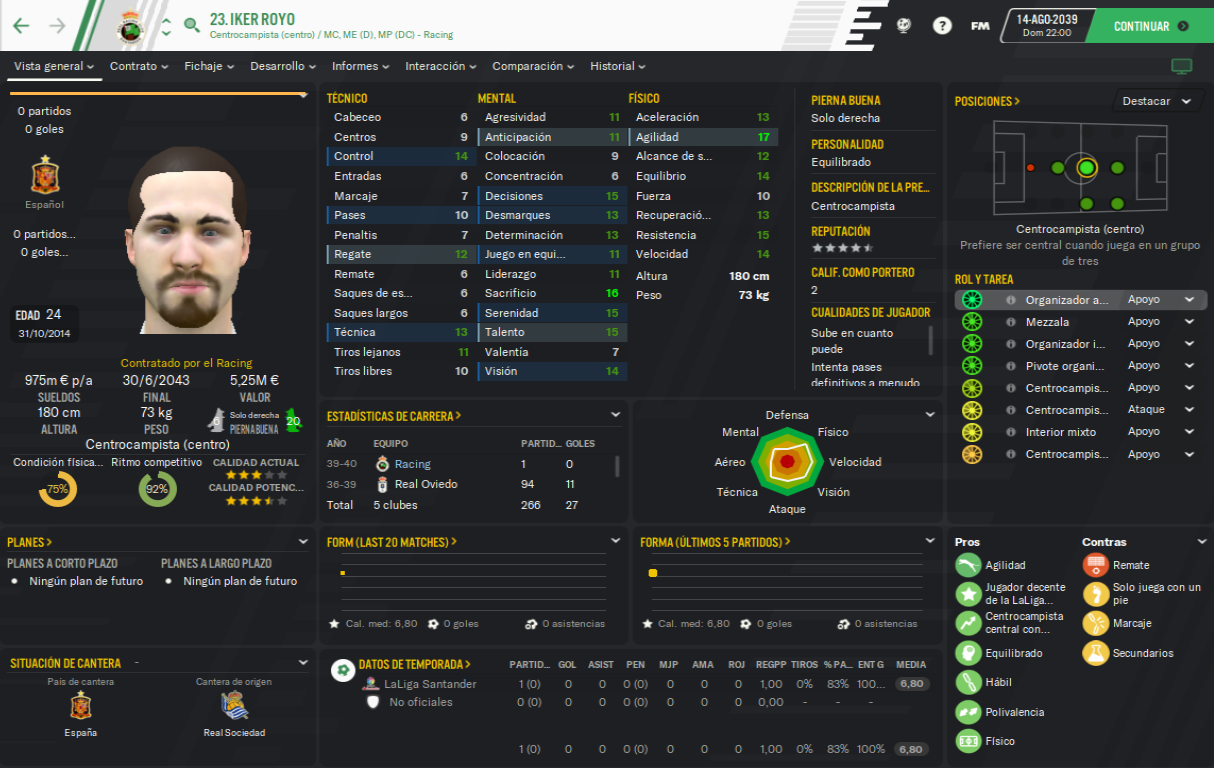 23. IKER ROYO
Centrocampista (centro) / MC, ME (D), MP (DC) - Racing
?
FM
14-AGO-2039
Dom 22:00
CONTINUAR
Vista general
Contrato
Fichaje
Desarrollo
Informes
Interacción
Comparación
Historial
0 partidos
0 goles
Español
0 partidos...
0 goles...
EDAD 24
31/10/2014
Contratado por el Racing
975m € p/a 30/6/2043 5,25M €
SUELDOS FINAL VALOR
180 cm 73 kg 6 Solo derecha 20
ALTURA PESO PIERNA BUENA
Centrocampista (centro)
Condición física... Ritmo competitivo CALIDAD ACTUAL
75% 92%
CALIDAD POTENC...
TÉCNICO
Cabeceo 6
Centros 9
Control 14
Entradas 6
Marcaje 7
Pases 10
Penaltis 7
Regate 12
Remate 6
Saques de es... 6
Saques largos 6
Técnica 13
Tiros lejanos 11
Tiros libres 10
MENTAL
Agresividad 11
Anticipación 11
Colocación 9
Concentración 6
Decisiones 15
Desmarques 13
Determinación 13
Juego en equi... 11
Liderazgo 11
Sacrificio 16
Serenidad 15
Talento 15
Valentía 7
Visión 14
FÍSICO
Aceleración 13
Agilidad 17
Alcance de s... 12
Equilibrio 14
Fuerza 10
Recuperació... 13
Resistencia 15
Velocidad 14
Altura 180 cm
Peso 73 kg
PIERNA BUENA
Solo derecha
PERSONALIDAD
Equilibrado
DESCRIPCIÓN DE LA PRE...
Centrocampista
REPUTACIÓN
CALIF. COMO PORTERO
2
CUALIDADES DE JUGADOR
Sube en cuanto
puede
Intenta pases
definitivos a menudo
POSICIONES >
Destacar
Centrocampista (centro)
Prefiere ser central cuando juega en un grupo
de tres
ROL Y TAREA
Organizador a... Apoyo
Mezzala Apoyo
Organizador i... Apoyo
Pivote organi... Apoyo
Centrocampis... Apoyo
Centrocampis... Ataque
Interior mixto Apoyo
Centrocampis... Apoyo
ESTADÍSTICAS DE CARRERA >
AÑO EQUIPO PARTID... GOLES
39-40 Racing 1 0
36-39 Real Oviedo 94 11
Total 5 clubes 266 27
Defensa
Mental Físico
Aéreo Velocidad
Técnica Visión
Ataque
PLANES >
PLANES A CORTO PLAZO PLANES A LARGO PLAZO
Ningún plan de futuro Ningún plan de futuro
FORM (LAST 20 MATCHES) >
Cal. med: 6,80 0 goles 0 asistencias
FORMA (ÚLTIMOS 5 PARTIDOS) >
Cal. med: 6,80 0 goles 0 asistencias
Pros
Agilidad
Jugador decente
de la LaLiga...
Centrocampista
central con...
Equilibrado
Hábil
Polivalencia
Físico
Contras
Remate
Solo juega con un
pie
Marcaje
Secundarios
SITUACIÓN DE CANTERA -
País de cantera Cantera de origen
España Real Sociedad
DATOS DE TEMPORADA > PARTID... GOL ASIST PEN MJP AMA ROJ REGPP TIROS % PA... ENT G MEDIA
LaLiga Santander 1 (0) 0 0 0 (0) 0 0 0 1,00 0% 83% 100... 6,80
No oficiales 0 (0) 0 0 0 (0) 0 0 0 0,00 - - - -
1 (0) 0 0 0 (0) 0 0 0 1,00 0% 83% 100% 6,80